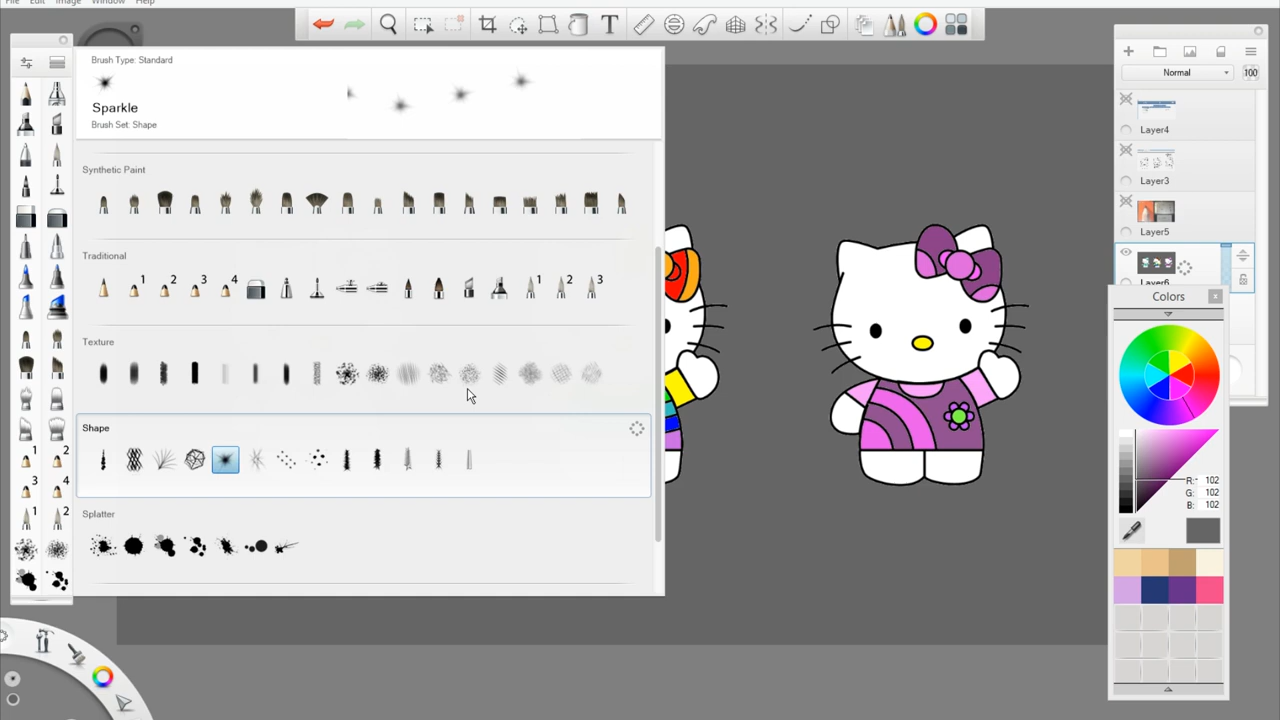 File Edit Image Window Help
T
Brush Type: Standard
Sparkle
Brush Set: Shape
Synthetic Paint
Traditional
1 2 3 4 1 2 3
Texture
Shape
Splatter
1 2
3 4
1 2
Normal 100
Layer4
Layer3
Layer5
Layer6
Colors x
R: 102
G: 102
B: 102